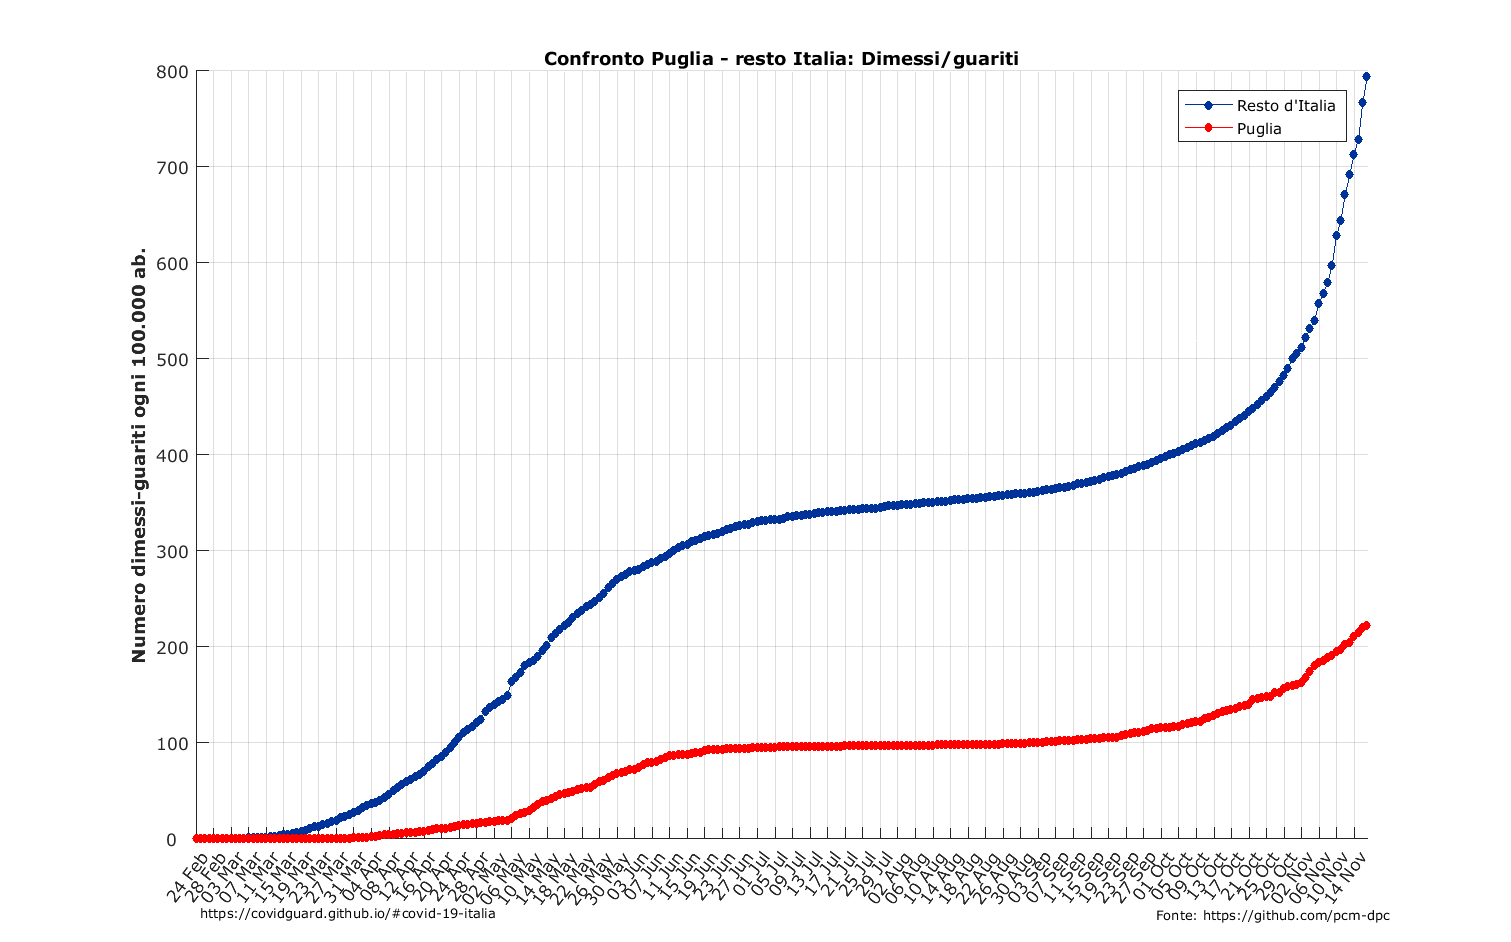 Confronto Puglia - resto Italia: Dimessi/guariti
Resto d'Italia
Puglia
Numero dimessi-guariti ogni 100.000 ab.
800
700
600
500
400
300
200
100
0
24 Feb
28 Feb
03 Mar
07 Mar
11 Mar
15 Mar
19 Mar
23 Mar
27 Mar
31 Mar
04 Apr
08 Apr
12 Apr
16 Apr
20 Apr
24 Apr
28 Apr
02 May
06 May
10 May
14 May
18 May
22 May
26 May
30 May
03 Jun
07 Jun
11 Jun
15 Jun
19 Jun
23 Jun
27 Jun
01 Jul
05 Jul
09 Jul
13 Jul
17 Jul
21 Jul
25 Jul
29 Jul
02 Aug
06 Aug
10 Aug
14 Aug
18 Aug
22 Aug
26 Aug
30 Aug
03 Sep
07 Sep
11 Sep
15 Sep
19 Sep
23 Sep
27 Sep
01 Oct
05 Oct
09 Oct
13 Oct
17 Oct
21 Oct
25 Oct
29 Oct
02 Nov
06 Nov
10 Nov
14 Nov
https://covidguard.github.io/#covid-19-italia
Fonte: https://github.com/pcm-dpc